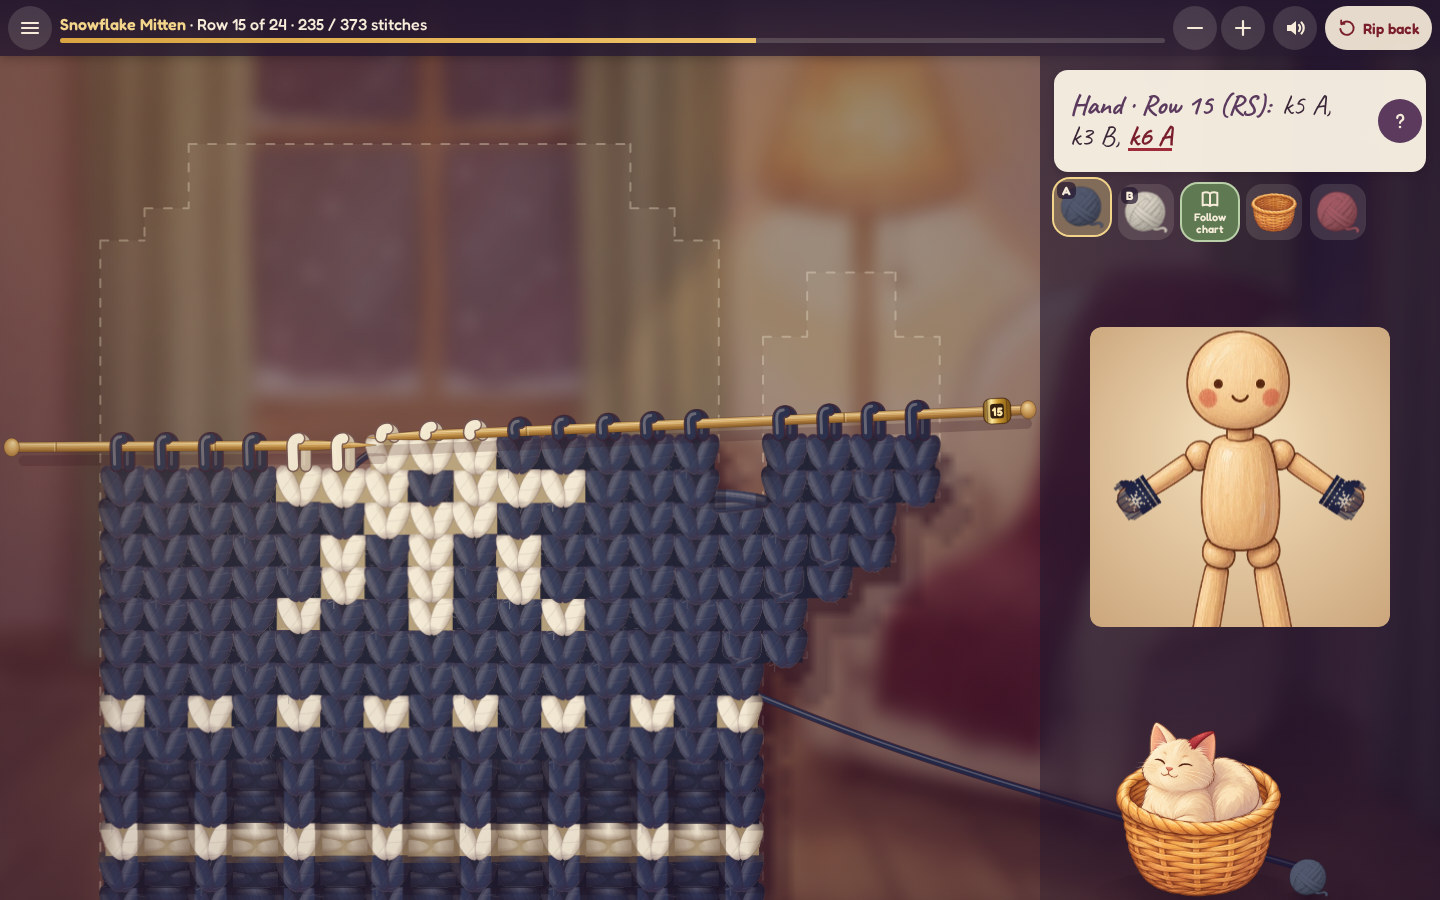 Snowflake Mitten · Row 15 of 24 · 235 / 373 stitches
Rip back
Hand · Row 15 (RS): k5 A,
k3 B, k6 A
?
A
B
Follow
chart
15